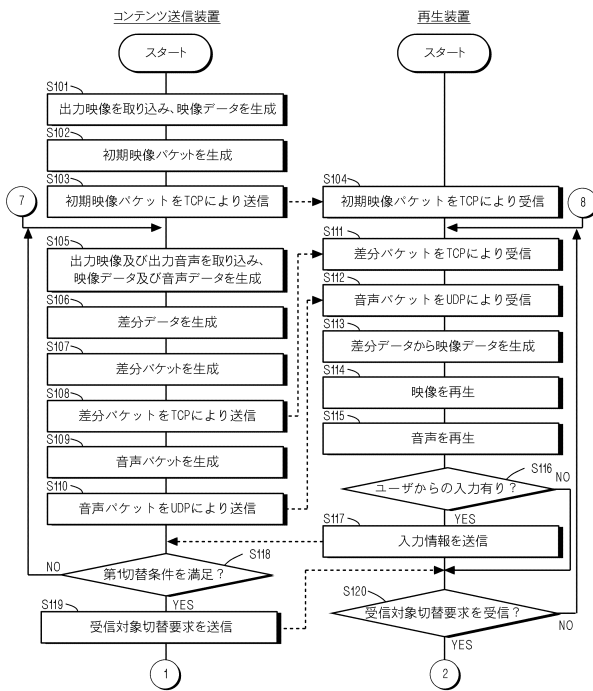 コンテンツ送信装置
スタート
S101
出力映像を取り込み、映像データを生成
S102
初期映像パケットを生成
S103
初期映像パケットをTCPにより送信
7
S105
出力映像及び出力音声を取り込み、
映像データ及び音声データを生成
S106
差分データを生成
S107
差分パケットを生成
S108
差分パケットをTCPにより送信
S109
音声パケットを生成
S110
音声パケットをUDPにより送信
S118
第1切替条件を満足？
NO
YES
S119
受信対象切替要求を送信
1
再生装置
スタート
S104
初期映像パケットをTCPにより受信
8
S111
差分パケットをTCPにより受信
S112
音声パケットをUDPにより受信
S113
差分データから映像データを生成
S114
映像を再生
S115
音声を再生
S116
ユーザからの入力有り？
NO
YES
S117
入力情報を送信
S120
受信対象切替要求を受信？
NO
YES
2